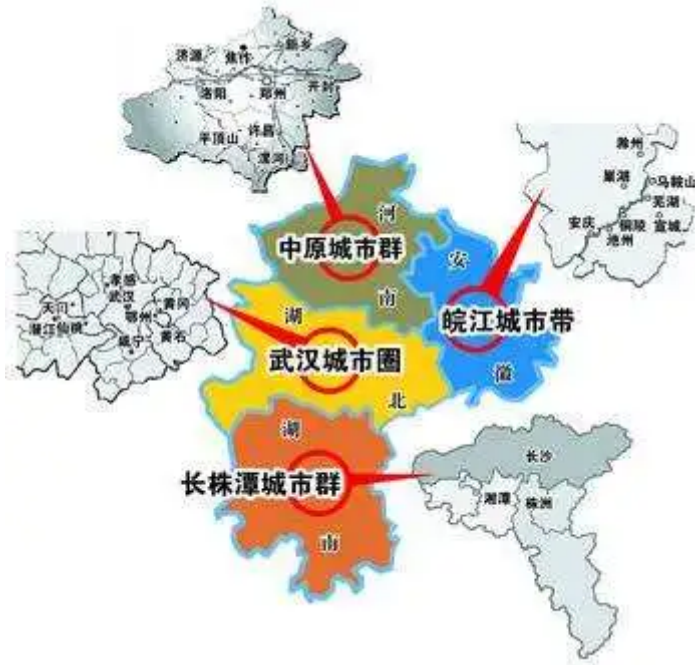 济源 焦作 新乡
洛阳 郑州 开封
平顶山 许昌
漯河
滁州
巢湖 马鞍山
芜湖
安庆 铜陵 宣城
池州
孝感
天门 武汉 黄冈
潜江 仙桃 鄂州
咸宁 黄石
河
中原城市群
南
安
皖江城市带
徽
湖
武汉城市圈
北
湖
长株潭城市群
南
长沙
湘潭 株洲